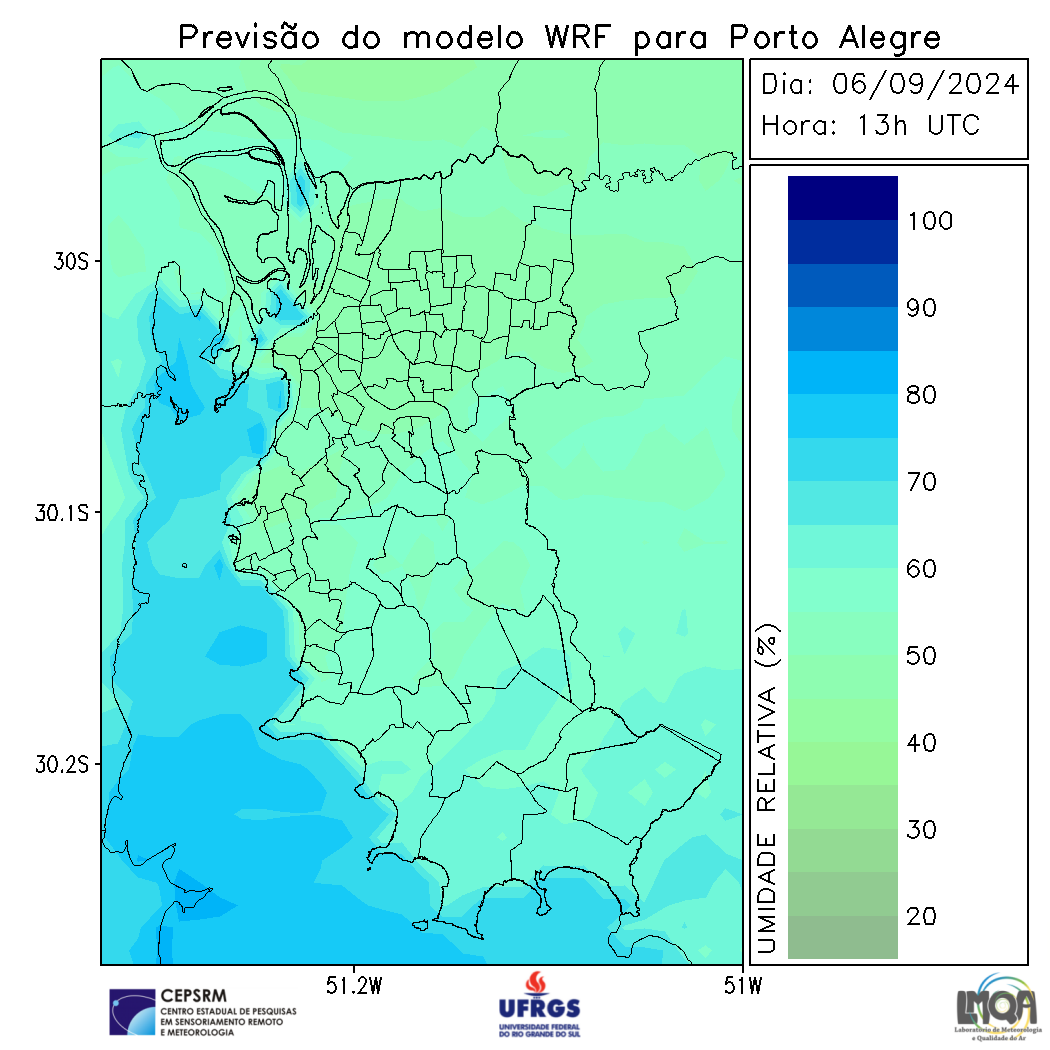 Previsão do modelo WRF para Porto Alegre
Dia: 06/09/2024
Hora: 13h UTC
100
90
80
70
60
50
40
30
20
UMIDADE RELATIVA (%)
30S
30.1S
30.2S
51.2W
51W
CEPSRM
CENTRO ESTADUAL DE PESQUISAS
EM SENSORIAMENTO REMOTO
E METEOROLOGIA
UFRGS
UNIVERSIDADE FEDERAL
DO RIO GRANDE DO SUL
LMQA
Laboratório de Meteorologia
e Qualidade do Ar